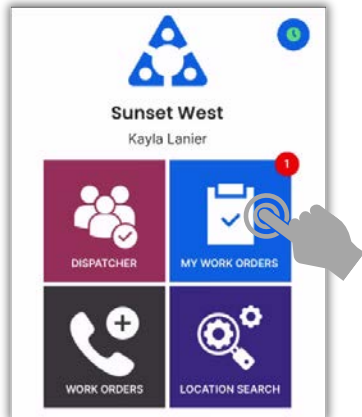 Sunset West
Kayla Lanier
1
DISPATCHER
MY WORK ORDERS
WORK ORDERS
LOCATION SEARCH